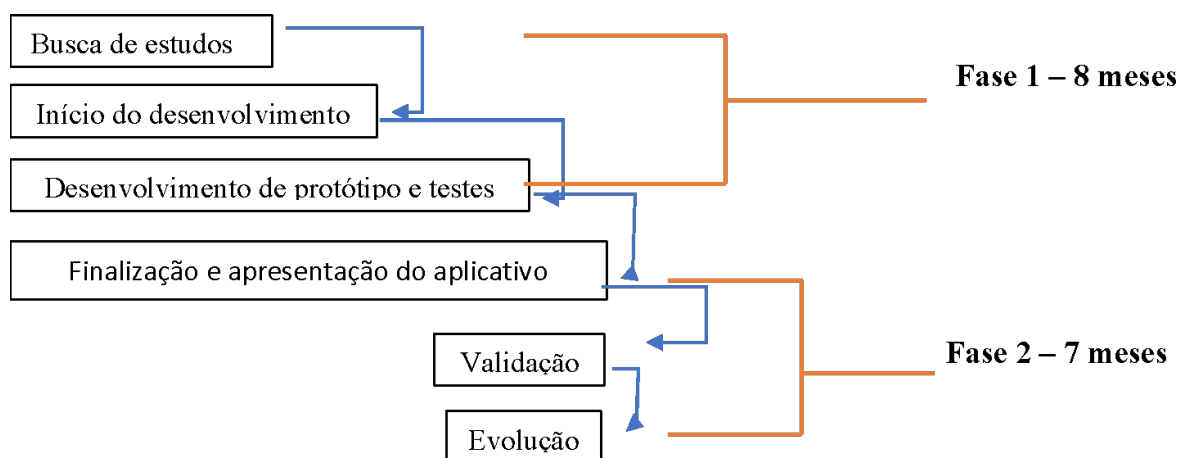 Busca de estudos
Fase 1 – 8 meses
Início do desenvolvimento
Desenvolvimento de protótipo e testes
Finalização e apresentação do aplicativo
Validação
Fase 2 – 7 meses
Evolução